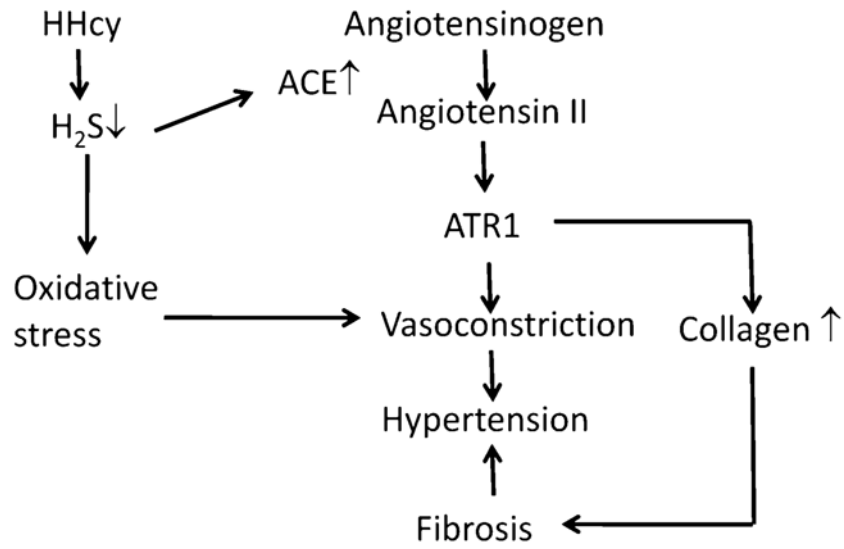 HHcy
Angiotensinogen
ACE↑
H₂S↓
Angiotensin II
ATR1
Oxidative
stress
Vasoconstriction
Collagen ↑
Hypertension
Fibrosis